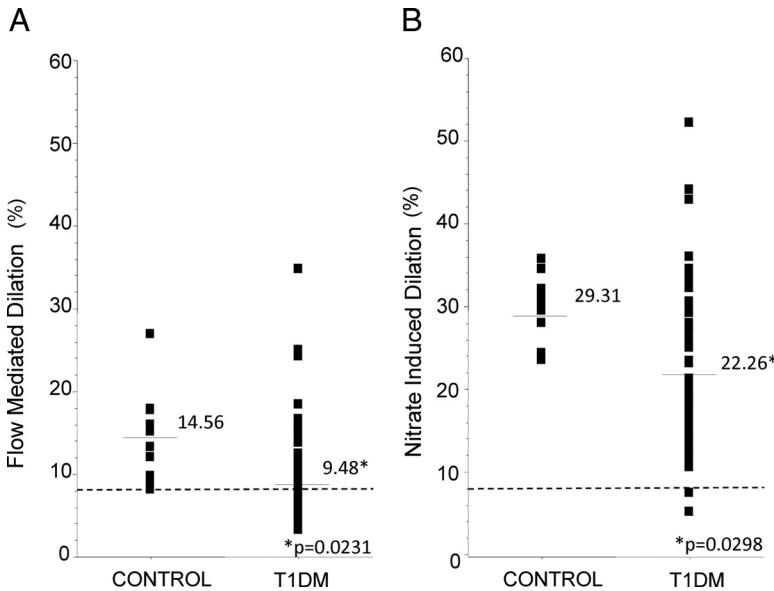 A
Flow Mediated Dilation (%)
60
50
40
30
20
10
0
14.56
9.48*
*p=0.0231
CONTROL
T1DM
B
Nitrate Induced Dilation (%)
60
50
40
30
20
10
0
29.31
22.26*
*p=0.0298
CONTROL
T1DM